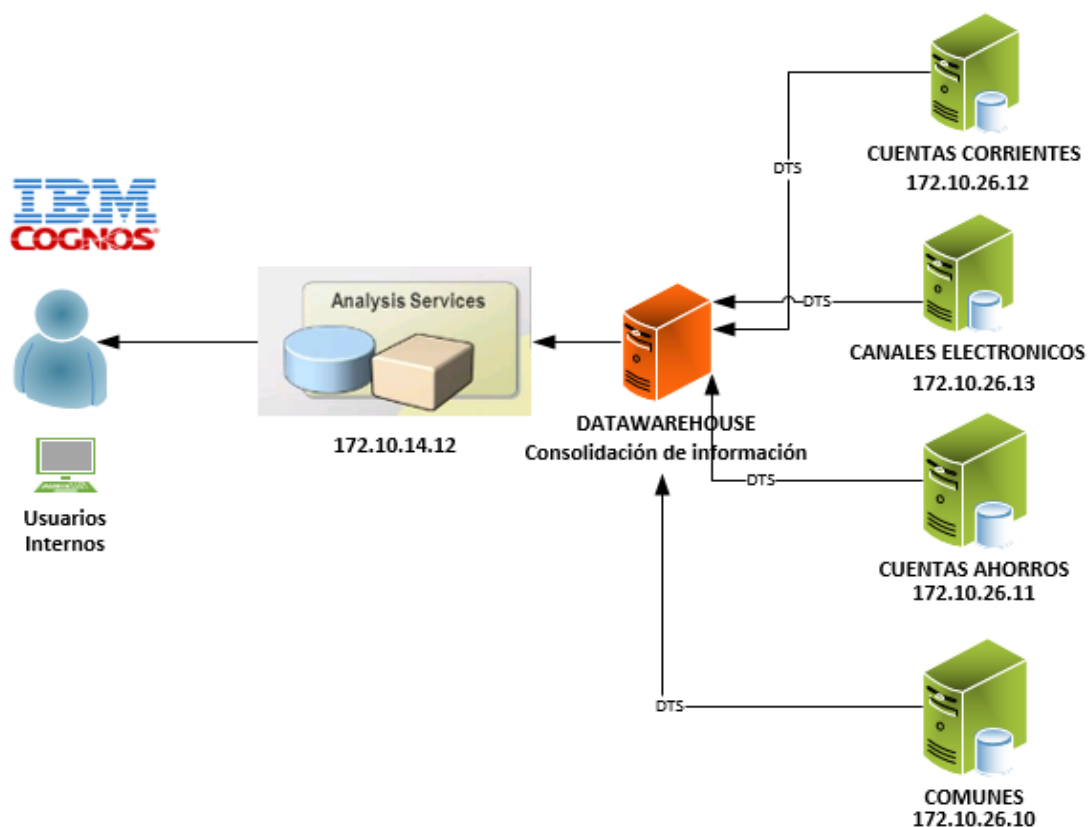 CUENTAS CORRIENTES
172.10.26.12
DTS
IBM
COGNOS®
Analysis Services
172.10.14.12
DTS
CANALES ELECTRONICOS
172.10.26.13
DATAWAREHOUSE
Consolidación de información
DTS
Usuarios
Internos
CUENTAS AHORROS
172.10.26.11
DTS
COMUNES
172.10.26.10